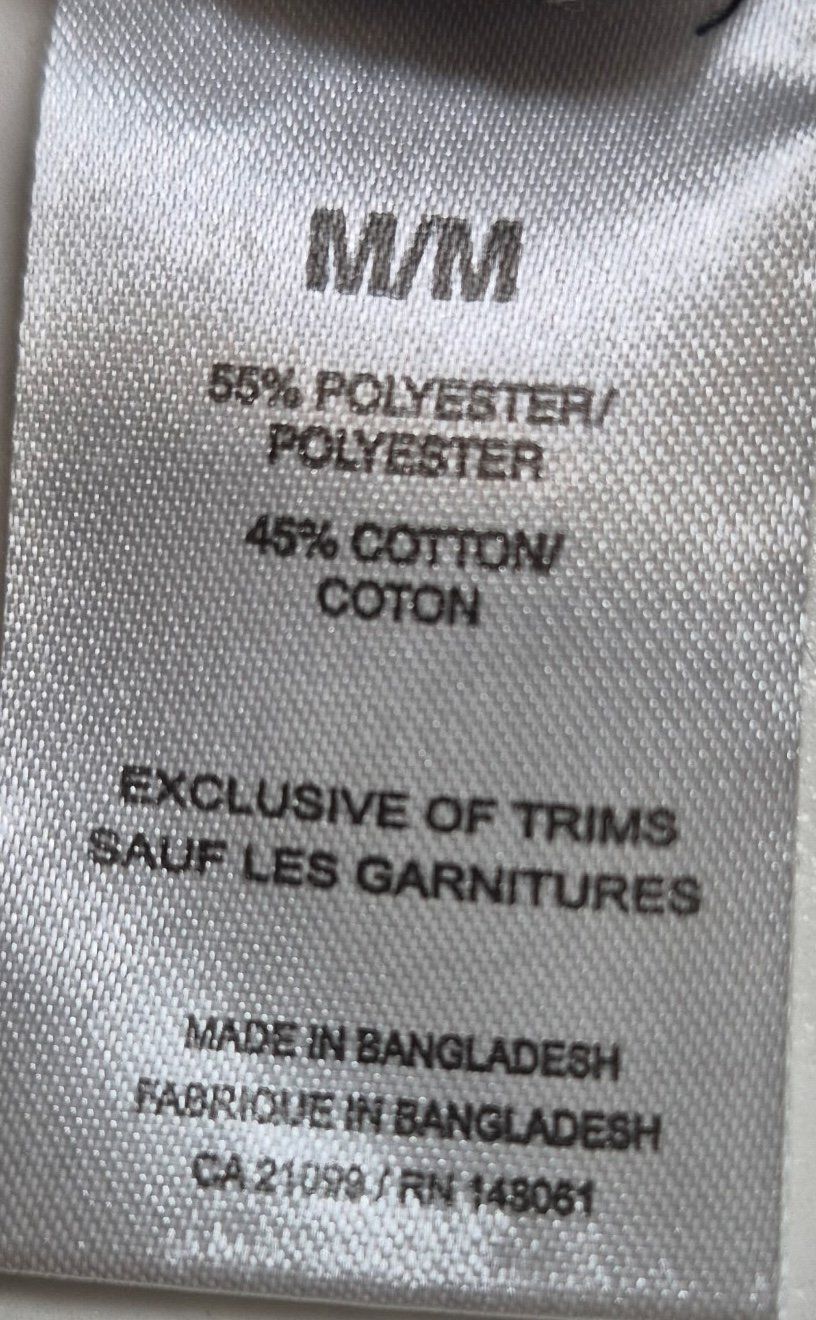 M/M
55% POLYESTER/
POLYESTER
45% COTTON/
COTON
EXCLUSIVE OF TRIMS
SAUF LES GARNITURES
MADE IN BANGLADESH
FABRIQUE IN BANGLADESH
CA 21099 / RN 148061